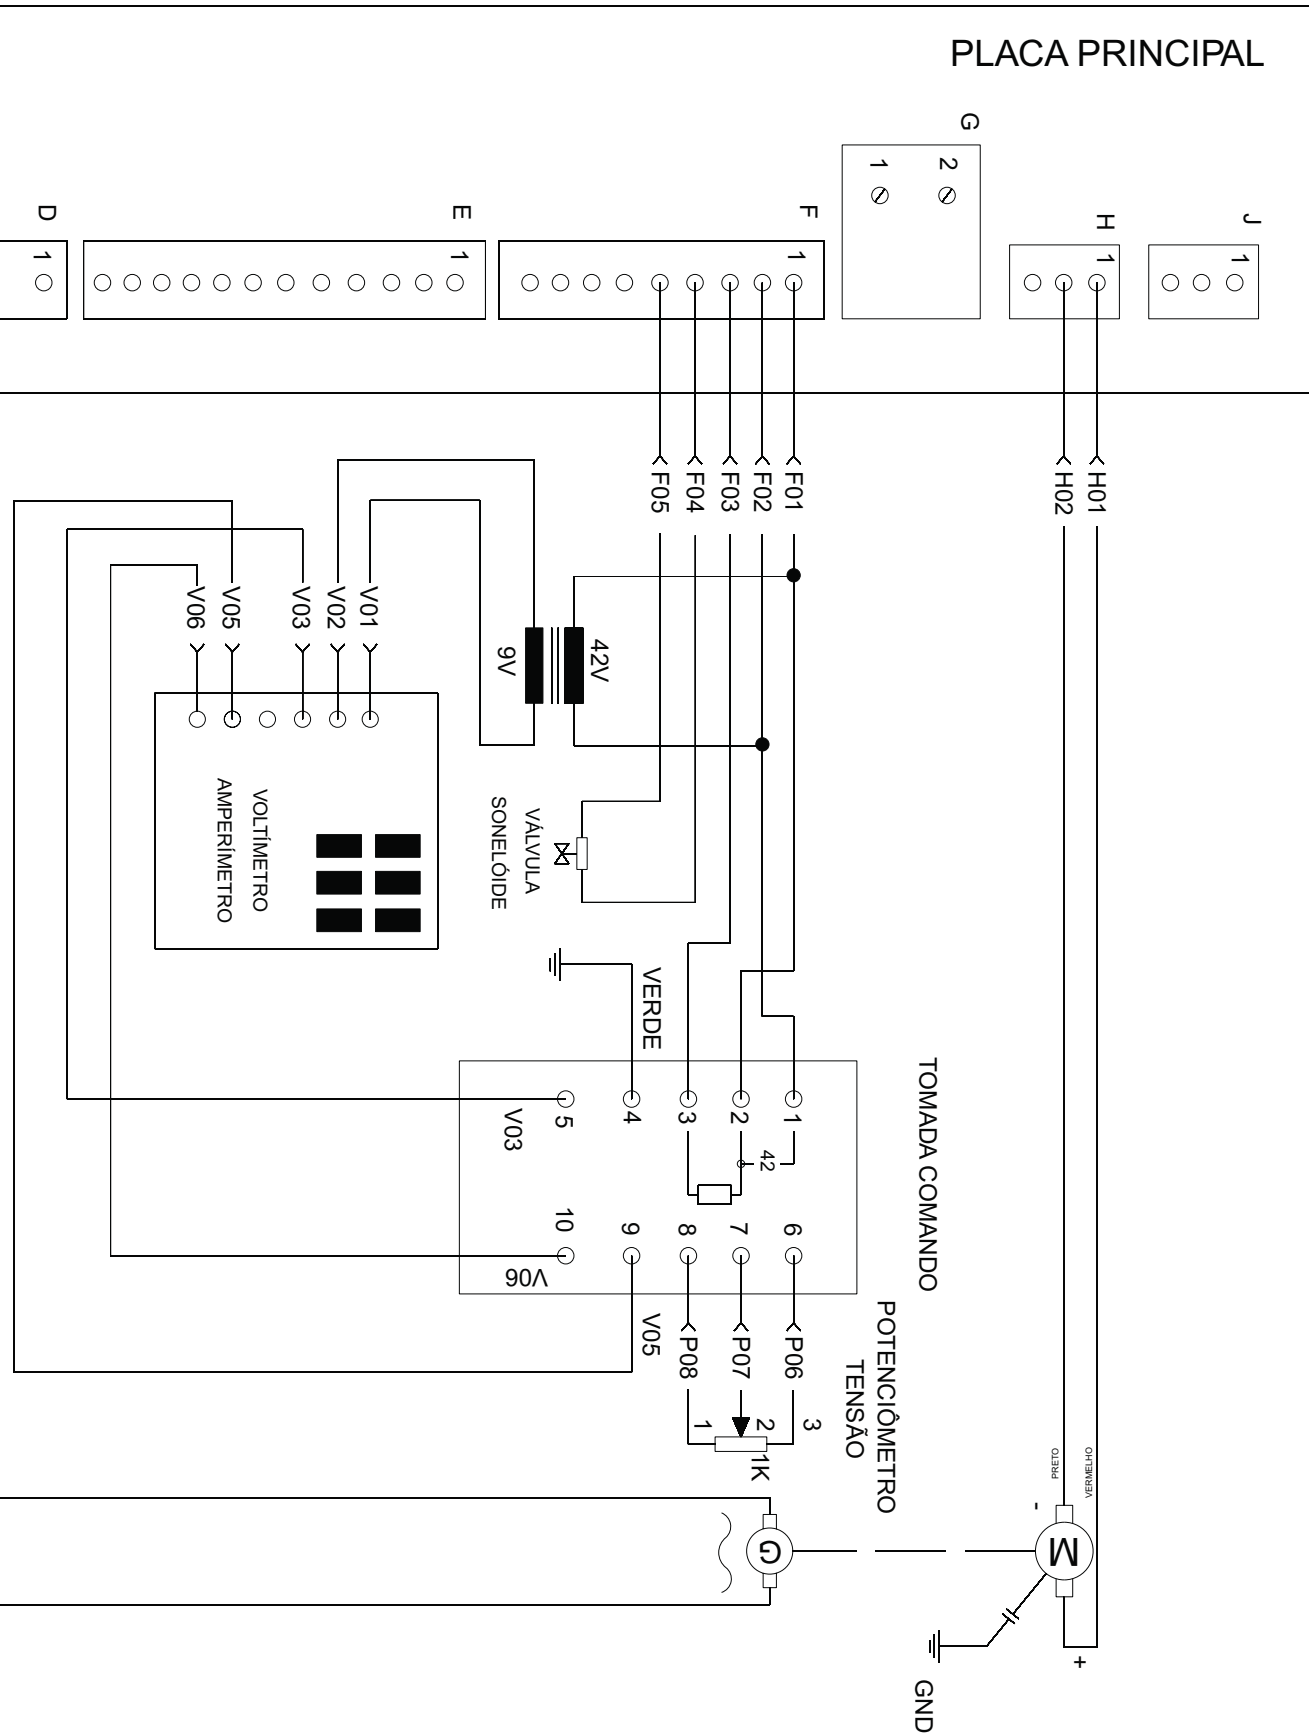 PLACA PRINCIPAL
G
1
2
D
1
E
1
F
1
H
1
J
1
F05
F04
F03
F02
F01
H02
H01
V06
V05
V03
V02
V01
9V
42V
VOLTÍMETRO
AMPERÍMETRO
VÁLVULA
SONELÓIDE
VERDE
TOMADA COMANDO
5
4
3
2
1
V03
42
10
9
8
7
6
V06
V05
P08
P07
P06
POTENCIÔMETRO
TENSÃO
1
2
3
1K
PRETO
VERMELHO
-
M
G
+
GND